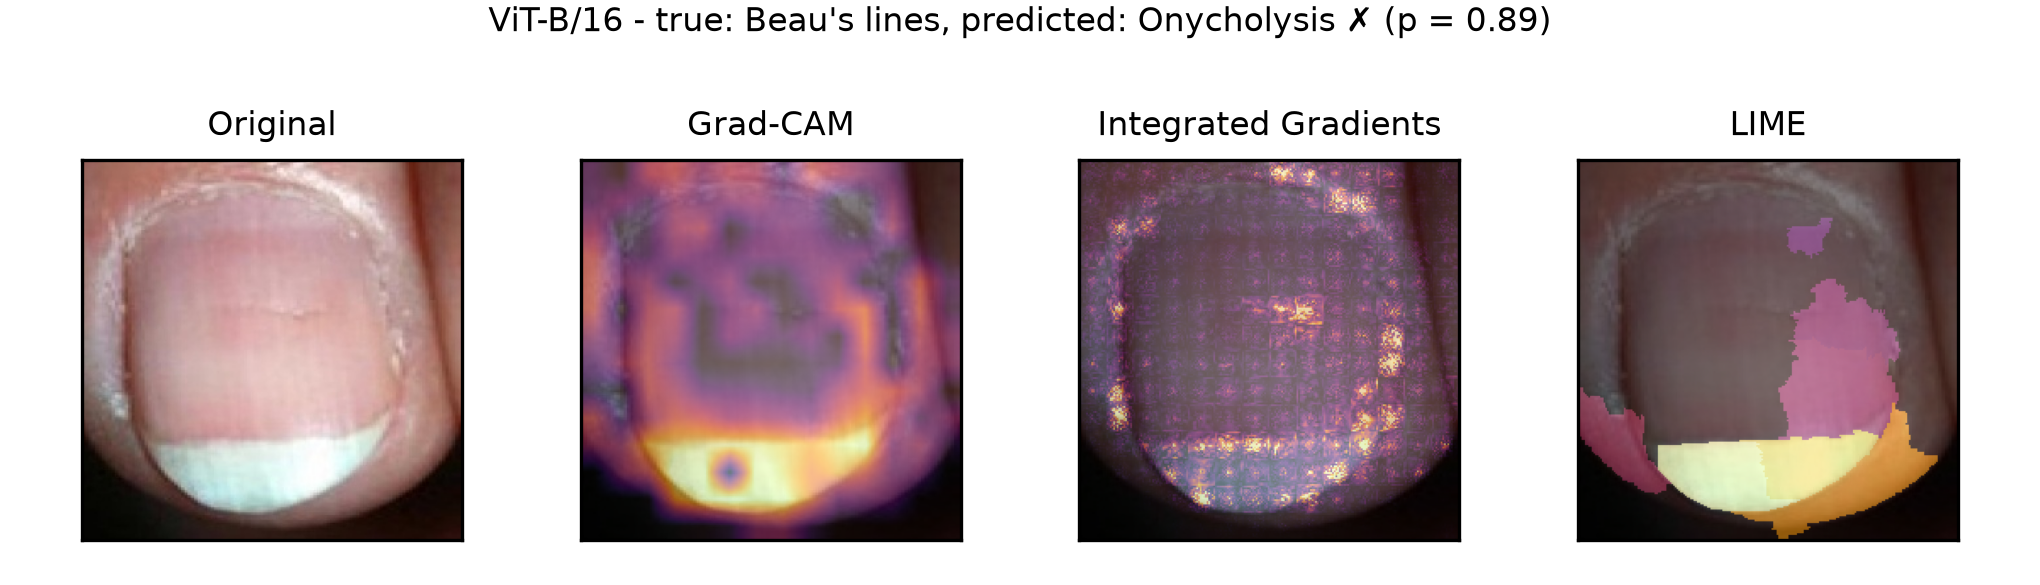 ViT-B/16 - true: Beau's lines, predicted: Onycholysis ✗ (p = 0.89)
Original
Grad-CAM
Integrated Gradients
LIME